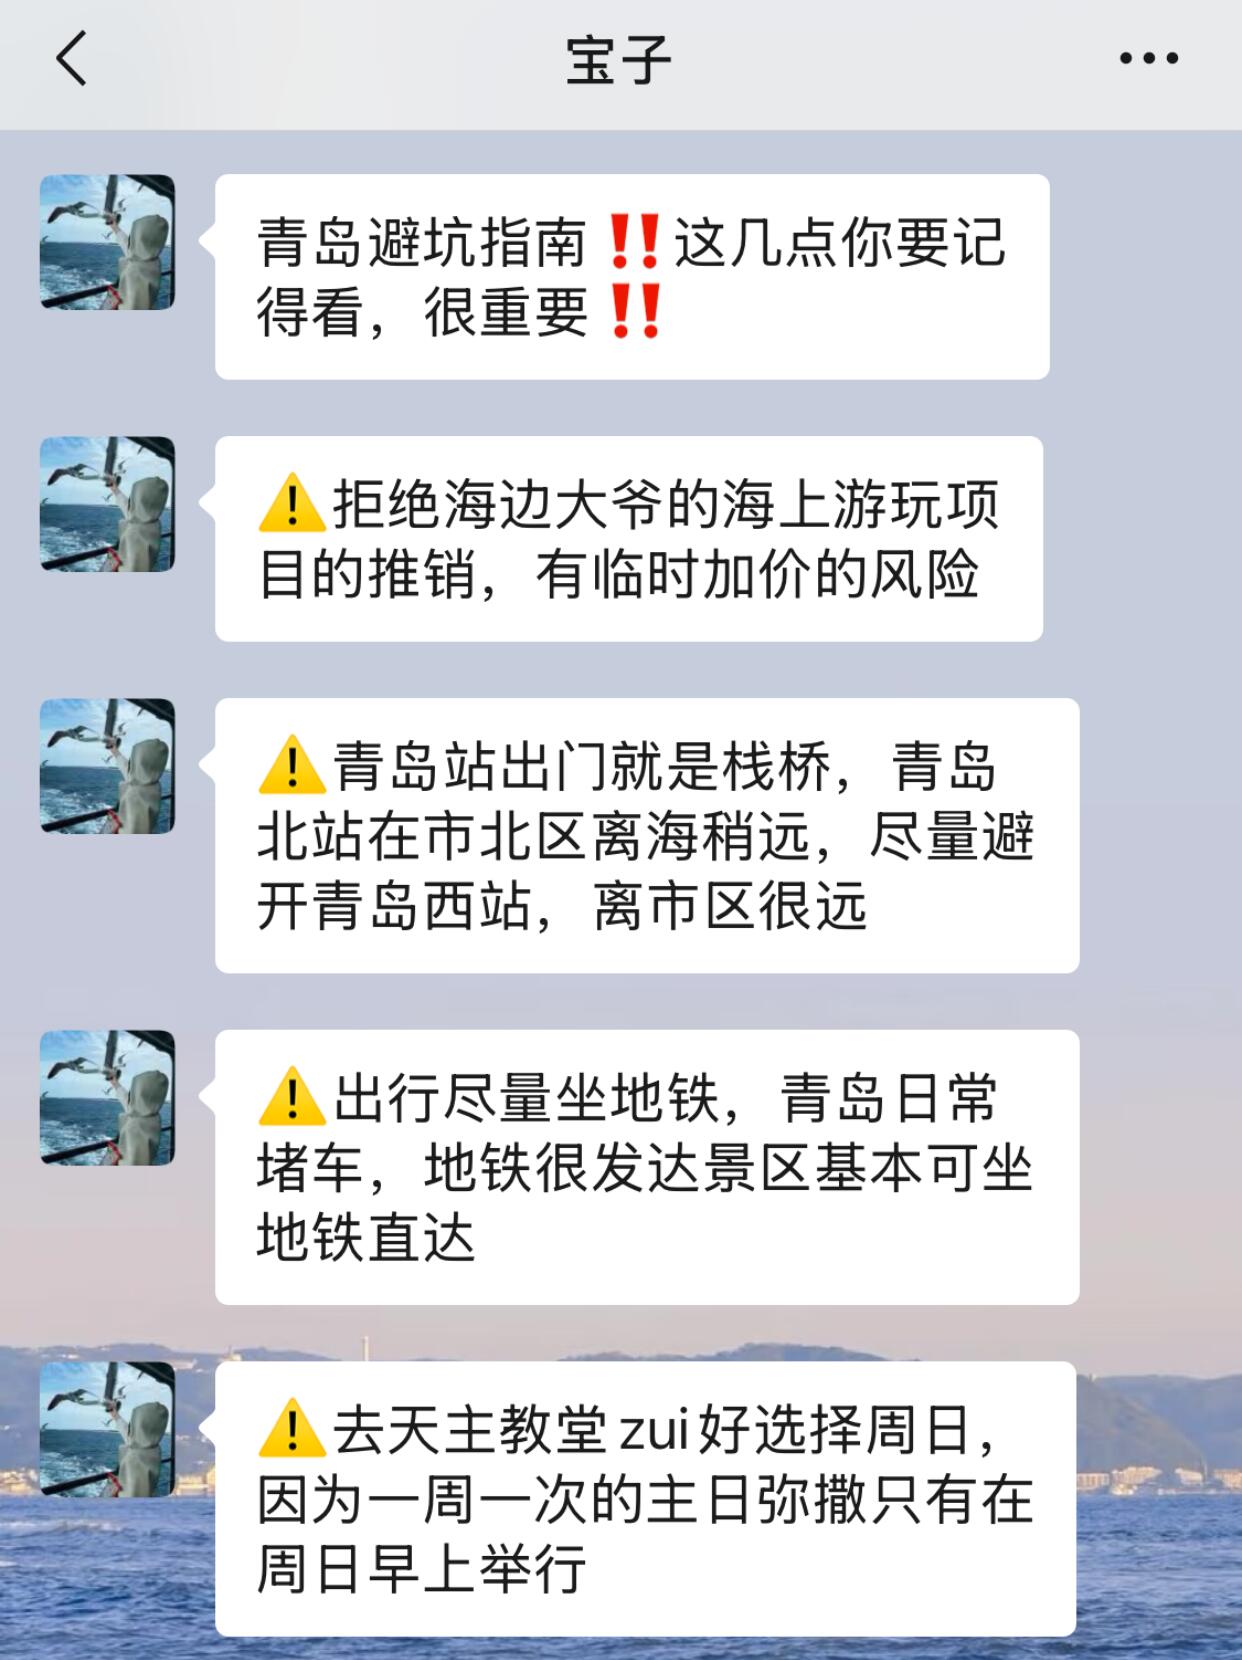 宝子
青岛避坑指南‼️这几点你要记
得看，很重要‼️
⚠️拒绝海边大爷的海上游玩项
目的推销，有临时加价的风险
⚠️青岛站出门就是栈桥，青岛
北站在市北区离海稍远，尽量避
开青岛西站，离市区很远
⚠️出行尽量坐地铁，青岛日常
堵车，地铁很发达景区基本可坐
地铁直达
⚠️去天主教堂zui好选择周日，
因为一周一次的主日弥撒只有在
周日早上举行